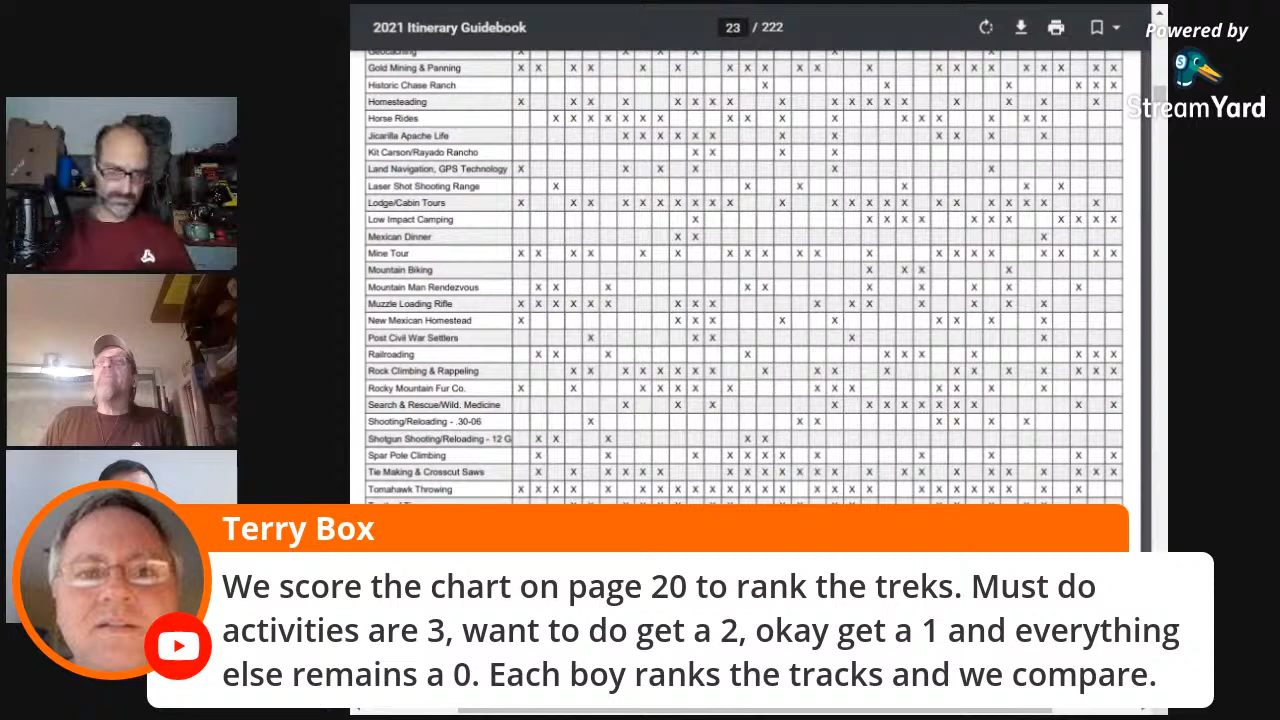 2021 Itinerary Guidebook
23 / 222
Powered by
StreamYard
Geocaching
Gold Mining & Panning
Historic Chase Ranch
Homesteading
Horse Rides
Jicarilla Apache Life
Kit Carson/Rayado Rancho
Land Navigation, GPS Technology
Laser Shot Shooting Range
Lodge/Cabin Tours
Low Impact Camping
Mexican Dinner
Mine Tour
Mountain Biking
Mountain Man Rendezvous
Muzzle Loading Rifle
New Mexican Homestead
Post Civil War Settlers
Railroading
Rock Climbing & Rappeling
Rocky Mountain Fur Co.
Search & Rescue/Wild. Medicine
Shooting/Reloading - .30-06
Shotgun Shooting/Reloading - 12 G
Spar Pole Climbing
Tie Making & Crosscut Saws
Tomahawk Throwing
Terry Box
We score the chart on page 20 to rank the treks. Must do
activities are 3, want to do get a 2, okay get a 1 and everything
else remains a 0. Each boy ranks the tracks and we compare.